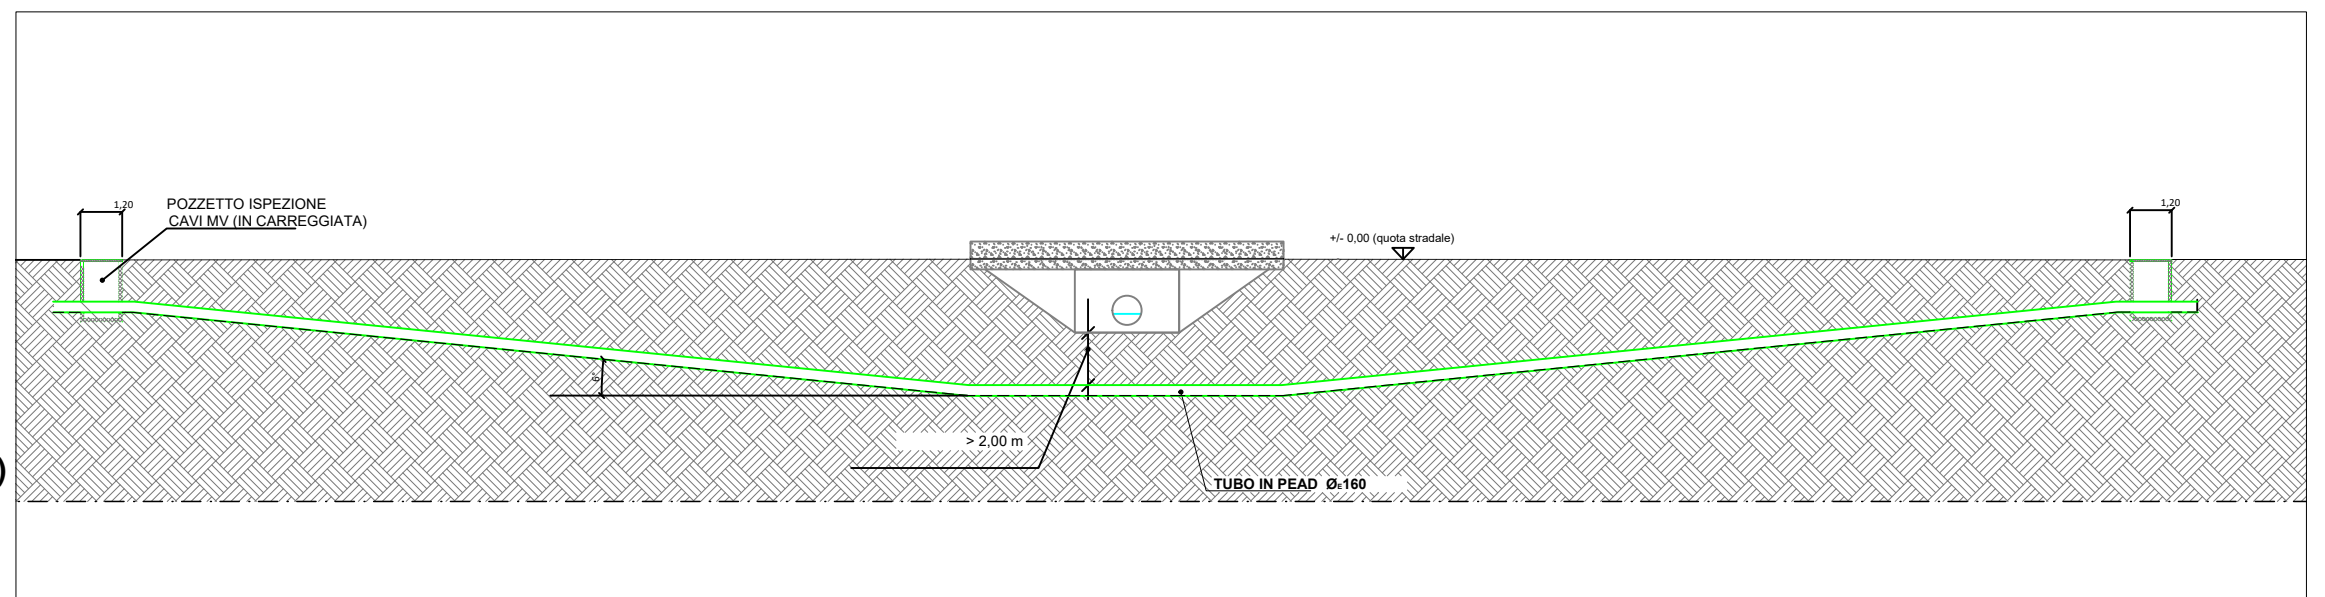 1,20
POZZETTO ISPEZIONE
CAVI MV (IN CARREGGIATA)
1,20
+/- 0,00 (quota stradale)
6°
> 2,00 m
)
TUBO IN PEAD ØE160